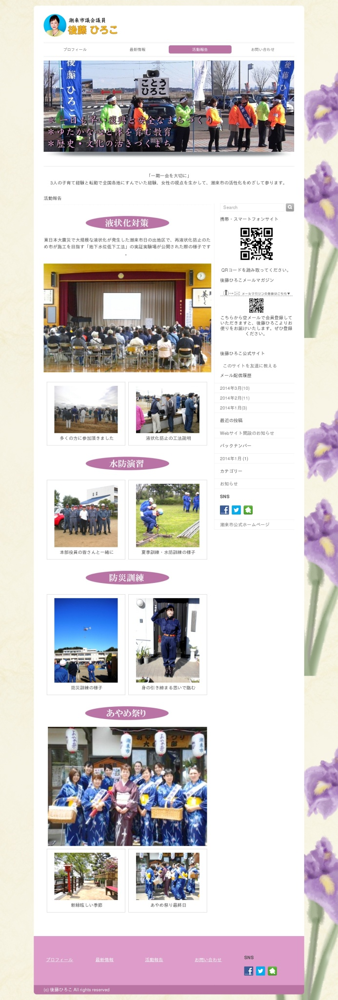 潮来市議会議員
後藤 ひろこ
プロフィール
最新情報
活動報告
お問い合わせ
後藤 ひろこ
ごとう
ひろこ
後藤 ひ
＊ 一日も早い復興と安全なまちづくり
＊ゆたかな心と体を育む教育
＊歴史・文化の活きづくまち
「一期一会を大切に」
3人の子育て経験と転勤で全国各地にすんでいた経験、女性の視点を生かして、潮来市の活性化をめざして参ります。
活動報告
液状化対策
東日本大震災で大規模な液状化が発生した潮来市日の出地区で、再液状化防止のた
め市が施工を目指す「地下水位低下工法」の実証実験場が公開された際の様子です
。
多くの方に参加頂きました
液状化防止の工法説明
水防演習
本部役員の皆さんと一緒に
夏季訓練・水防訓練の様子
防災訓練
防災訓練の様子
身の引き締まる思いで臨む
あやめ祭り
潮来市
新緑眩しい季節
あやめ祭り最終日
Search
携帯・スマートフォンサイト
QRコードを読み取ってください。
後藤ひろこメールマガジン
メールマガジンの登録はこちら▼
こちらから空メールで会員登録して
いただきますと、後藤ひろこよりお
便りをお届けいたします。ぜひ登録
ください。
後藤ひろこ公式サイト
このサイトを友達に教える
メール配信履歴
2014年3月(10)
2014年2月(11)
2014年1月(3)
最近の投稿
Webサイト開設のお知らせ
バックナンバー
2014年1月 (1)
カテゴリー
お知らせ
SNS
潮来市公式ホームページ
プロフィール
最新情報
活動報告
お問い合わせ
SNS
(c) 後藤ひろこ All rights reserved